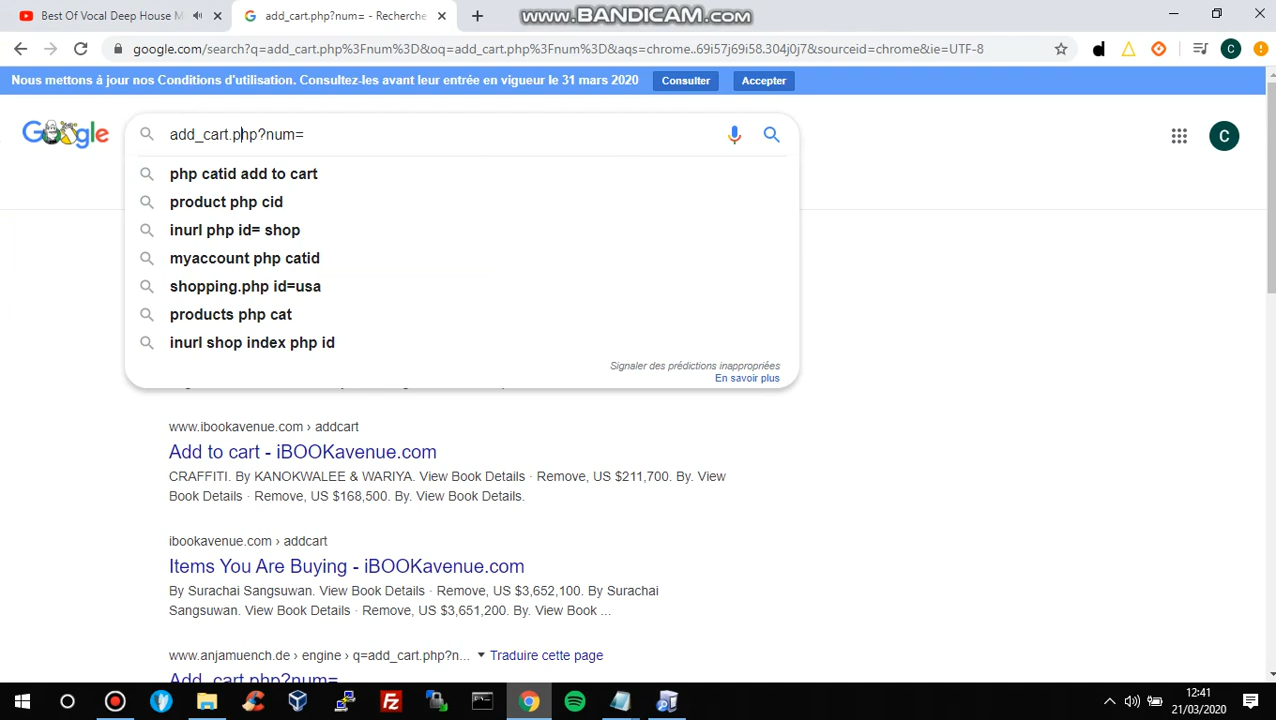 www.BANDICAM.com
Best Of Vocal Deep House M
add_cart.php?num= - Recherche
google.com/search?q=add_cart.php%3Fnum%3D&oq=add_cart.php%3Fnum%3D&aqs=chrome..69i57j69i58.304j0j7&sourceid=chrome&ie=UTF-8
C
Nous mettons à jour nos Conditions d'utilisation. Consultez-les avant leur entrée en vigueur le 31 mars 2020 Consulter Accepter
add_cart.php?num=
C
php catid add to cart
product php cid
inurl php id= shop
myaccount php catid
shopping.php id=usa
products php cat
inurl shop index php id
Signaler des prédictions inappropriées
En savoir plus
www.ibookavenue.com › addcart
Add to cart - iBOOKavenue.com
CRAFFITI. By KANOKWALEE & WARIYA. View Book Details · Remove, US $211,700. By. View
Book Details · Remove, US $168,500. By. View Book Details.
ibookavenue.com › addcart
Items You Are Buying - iBOOKavenue.com
By Surachai Sangsuwan. View Book Details · Remove, US $3,652,100. By Surachai
Sangsuwan. View Book Details · Remove, US $3,651,200. By. View Book ...
www.anjamuench.de › engine › q=add_cart.php?n... Traduire cette page
Add_cart.php?num=
12:41
21/03/2020